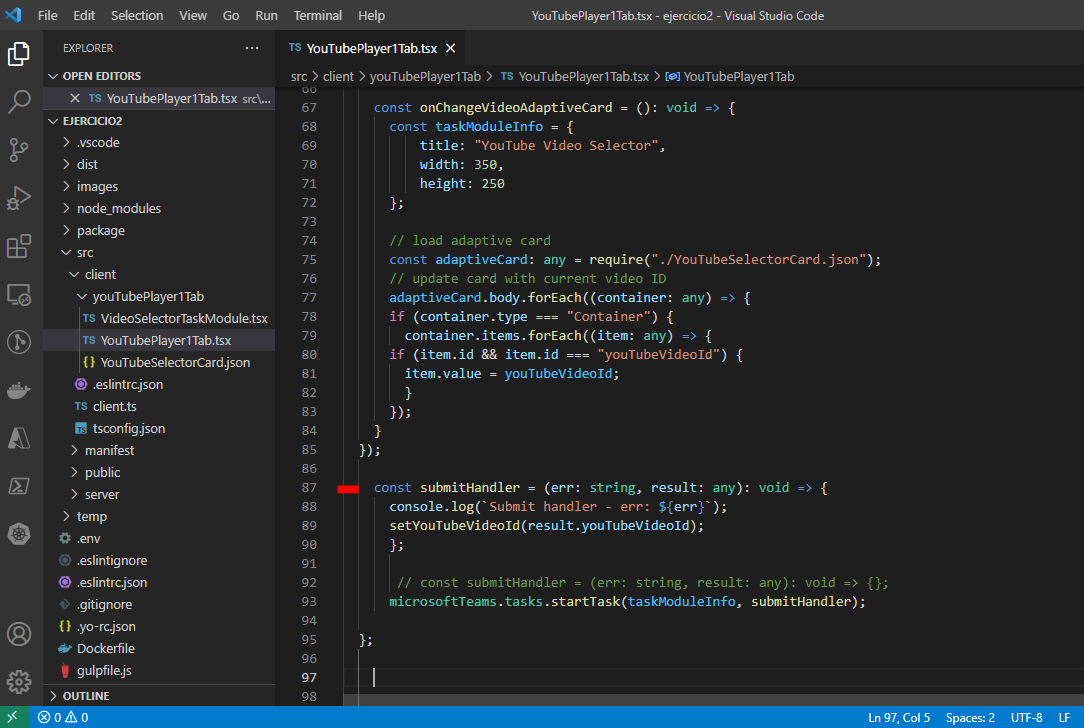 File Edit Selection View Go Run Terminal Help YouTubePlayer1Tab.tsx - ejercicio2 - Visual Studio Code
EXPLORER ...
OPEN EDITORS
TS YouTubePlayer1Tab.tsx src\...
EJERCICIO2
.vscode
dist
images
node_modules
package
src
client
youTubePlayer1Tab
TS VideoSelectorTaskModule.tsx
TS YouTubePlayer1Tab.tsx
{} YouTubeSelectorCard.json
.eslintrc.json
TS client.ts
TS tsconfig.json
manifest
public
server
temp
.env
.eslintignore
.eslintrc.json
.gitignore
{} .yo-rc.json
Dockerfile
gulpfile.js
OUTLINE
TS YouTubePlayer1Tab.tsx
src > client > youTubePlayer1Tab > TS YouTubePlayer1Tab.tsx > YouTubePlayer1Tab
66
67 const onChangeVideoAdaptiveCard = (): void => {
68 const taskModuleInfo = {
69 title: "YouTube Video Selector",
70 width: 350,
71 height: 250
72 };
73
74 // load adaptive card
75 const adaptiveCard: any = require("./YouTubeSelectorCard.json");
76 // update card with current video ID
77 adaptiveCard.body.forEach((container: any) => {
78 if (container.type === "Container") {
79 container.items.forEach((item: any) => {
80 if (item.id && item.id === "youTubeVideoId") {
81 item.value = youTubeVideoId;
82 }
83 });
84 }
85 });
86
87 const submitHandler = (err: string, result: any): void => {
88 console.log(`Submit handler - err: ${err}`);
89 setYouTubeVideoId(result.youTubeVideoId);
90 };
91
92 // const submitHandler = (err: string, result: any): void => {};
93 microsoftTeams.tasks.startTask(taskModuleInfo, submitHandler);
94
95 };
96
97
98
0 0 Ln 97, Col 5 Spaces: 2 UTF-8 LF